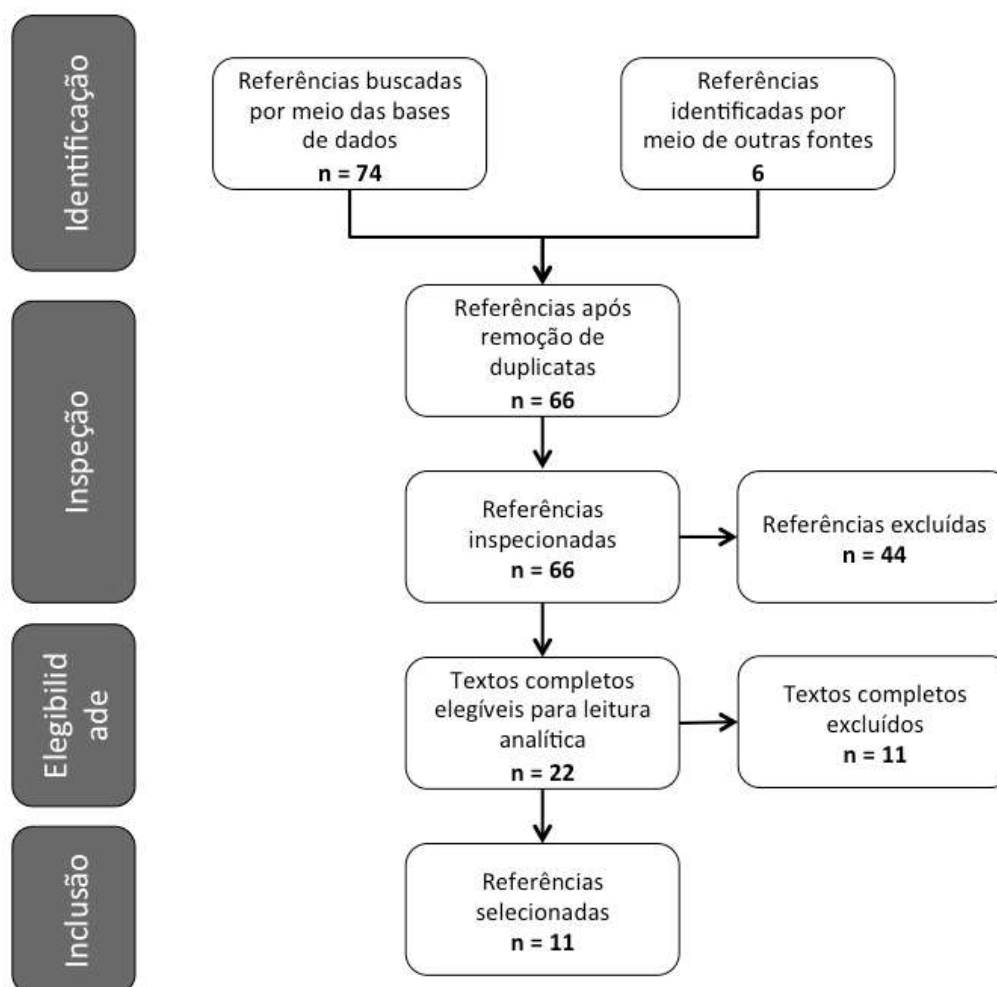 Identificação
Referências buscadas
por meio das bases
de dados
n = 74
Referências
identificadas por
meio de outras fontes
6
Inspeção
Referências após
remoção de
duplicatas
n = 66
Referências
inspecionadas
n = 66
Referências excluídas
n = 44
Elegibilid
ade
Textos completos
elegíveis para leitura
analítica
n = 22
Textos completos
excluídos
n = 11
Inclusão
Referências
selecionadas
n = 11